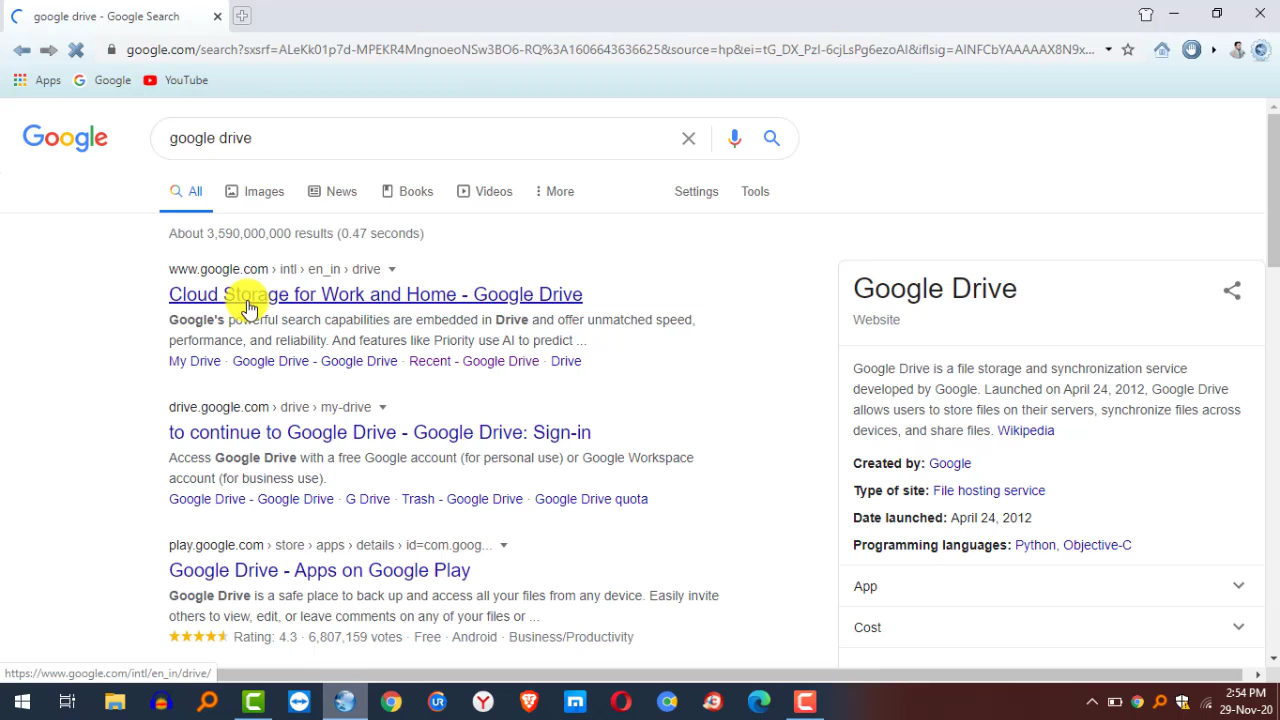 google drive - Google Search
google.com/search?sxsrf=ALeKk01p7d-MPEKR4MngnoeoNSw3BO6-RQ%3A1606643636625&source=hp&ei=tG_DX_PzI-6cjLsPg6ezoAI&iflsig=AINFCbYAAAAAX8N9x...
Apps Google YouTube
Google
google drive
All Images News Books Videos More Settings Tools
About 3,590,000,000 results (0.47 seconds)
www.google.com › intl › en_in › drive
Cloud Storage for Work and Home - Google Drive
Google's powerful search capabilities are embedded in Drive and offer unmatched speed,
performance, and reliability. And features like Priority use AI to predict ...
My Drive · Google Drive - Google Drive · Recent - Google Drive · Drive
drive.google.com › drive › my-drive
to continue to Google Drive - Google Drive: Sign-in
Access Google Drive with a free Google account (for personal use) or Google Workspace
account (for business use).
Google Drive - Google Drive · G Drive · Trash - Google Drive · Google Drive quota
play.google.com › store › apps › details › id=com.goog...
Google Drive - Apps on Google Play
Google Drive is a safe place to back up and access all your files from any device. Easily invite
others to view, edit, or leave comments on any of your files or ...
Rating: 4.3 · 6,807,159 votes · Free · Android · Business/Productivity
Google Drive
Website
Google Drive is a file storage and synchronization service
developed by Google. Launched on April 24, 2012, Google Drive
allows users to store files on their servers, synchronize files across
devices, and share files. Wikipedia
Created by: Google
Type of site: File hosting service
Date launched: April 24, 2012
Programming languages: Python, Objective-C
App
Cost
https://www.google.com/intl/en_in/drive/
2:54 PM
29-Nov-20